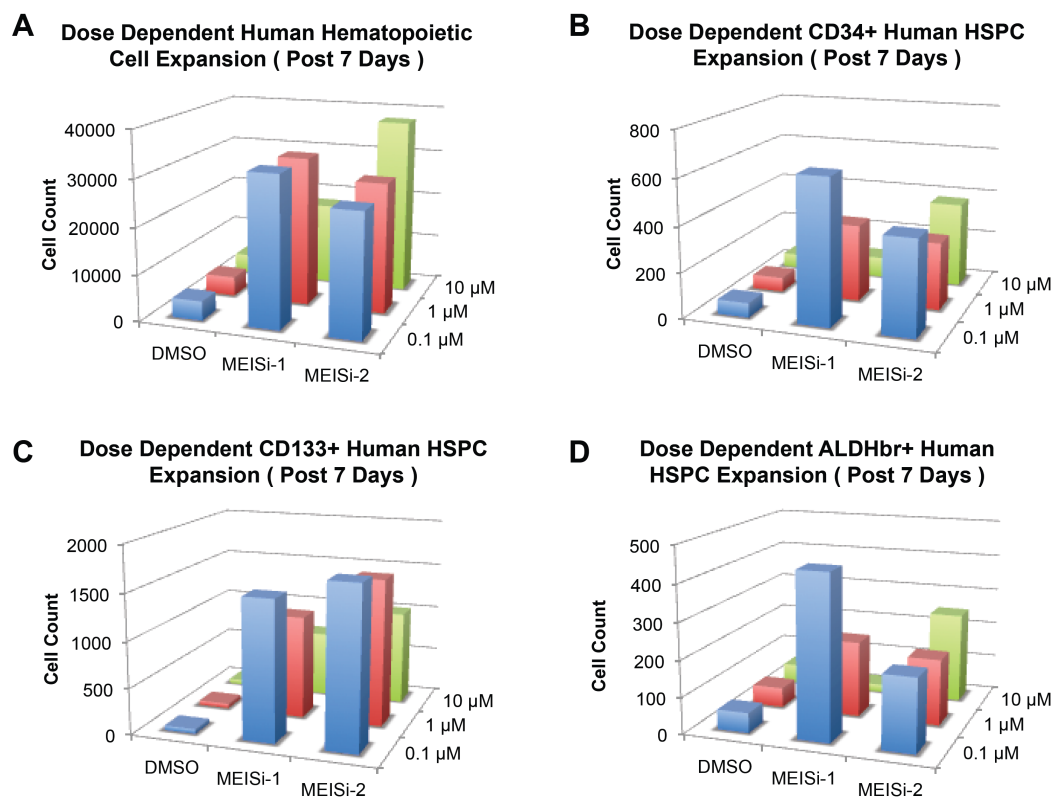 A
Dose Dependent Human Hematopoietic
Cell Expansion ( Post 7 Days )
40000
30000
20000
10000
0
Cell Count
DMSO
MEISi-1
MEISi-2
10 µM
1 µM
0.1 µM
B
Dose Dependent CD34+ Human HSPC
Expansion ( Post 7 Days )
800
600
400
200
0
Cell Count
DMSO
MEISi-1
MEISi-2
10 µM
1 µM
0.1 µM
C
Dose Dependent CD133+ Human HSPC
Expansion ( Post 7 Days )
2000
1500
1000
500
0
Cell Count
DMSO
MEISi-1
MEISi-2
10 µM
1 µM
0.1 µM
D
Dose Dependent ALDHbr+ Human
HSPC Expansion ( Post 7 Days )
500
400
300
200
100
0
Cell Count
DMSO
MEISi-1
MEISi-2
10 µM
1 µM
0.1 µM